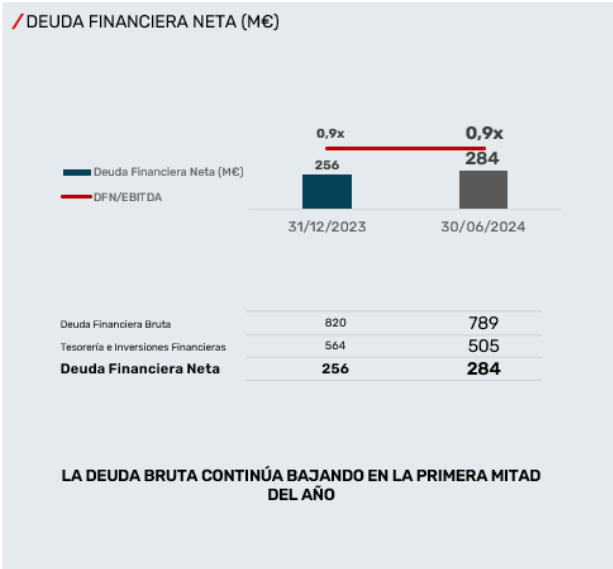 /DEUDA FINANCIERA NETA (M€)
0,9x 0,9x
256 284
Deuda Financiera Neta (M€)
DFN/EBITDA
31/12/2023 30/06/2024
Deuda Financiera Bruta 820 789
Tesorería e Inversiones Financieras 564 505
Deuda Financiera Neta 256 284
LA DEUDA BRUTA CONTINÚA BAJANDO EN LA PRIMERA MITAD
DEL AÑO